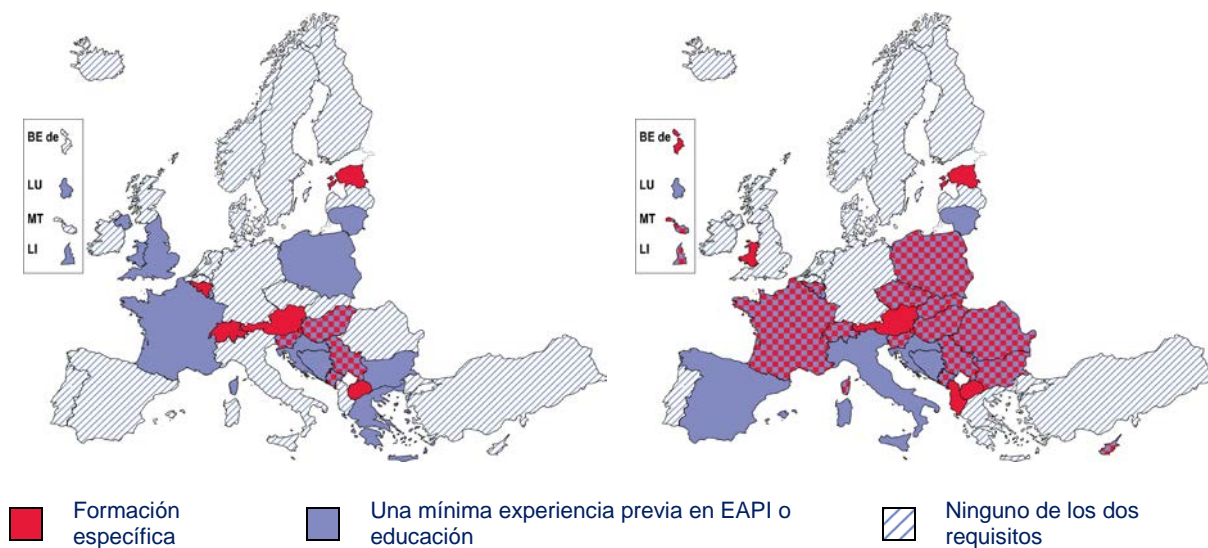 BE de
LU
MT
LI
BE de
LU
MT
LI
Formación
específica
Una mínima experiencia previa en EAPI o
educación
Ninguno de los dos
requisitos